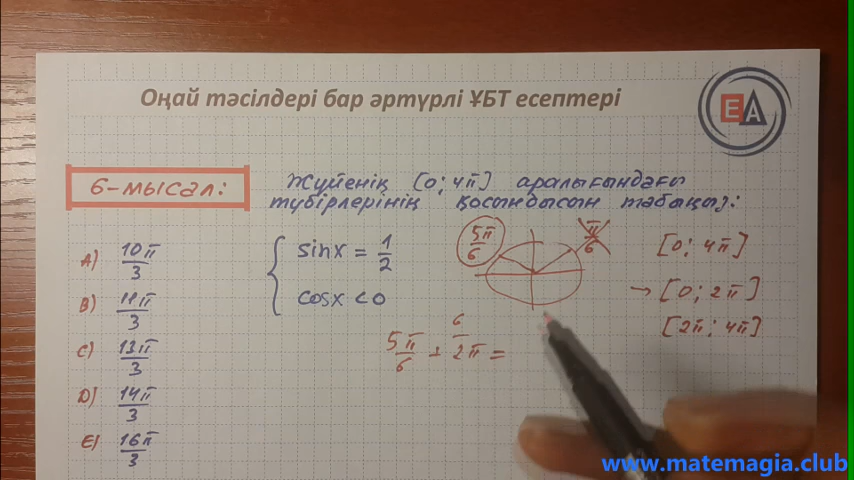 Оңай тәсілдері бар әртүрлі ҰБТ есептері
EA
6-мысал: Жүйенің [0; 4π] аралығындағы
түбірлерінің қосындысын табыңыз:
A) 10π/3
B) 11π/3
C) 13π/3
D) 14π/3
E) 16π/3
{ sinx = 1/2
cosx < 0
5π/6
π/6
[0; 4π]
→ [0; 2π]
[2π; 4π]
5π/6 + 6/2π =
www.matemagia.club